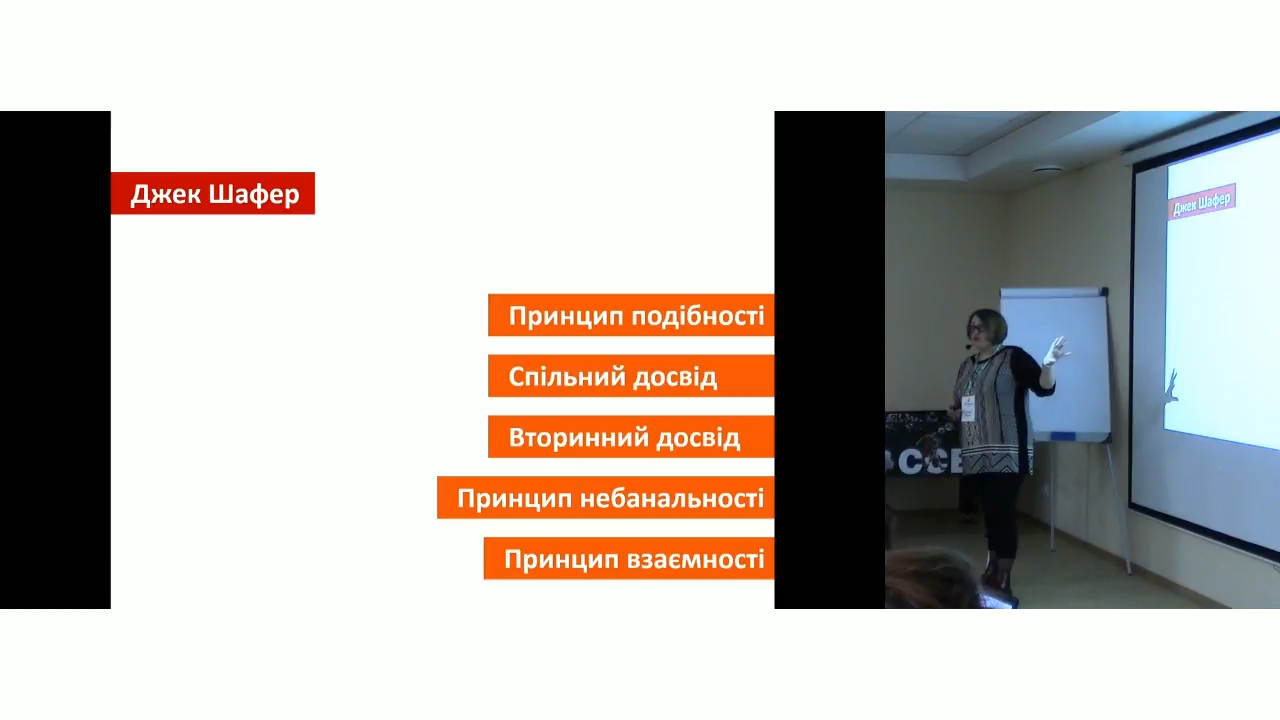 Джек Шафер
Принцип подібності
Спільний досвід
Вторинний досвід
Принцип небанальності
Принцип взаємності
Джек Шафер